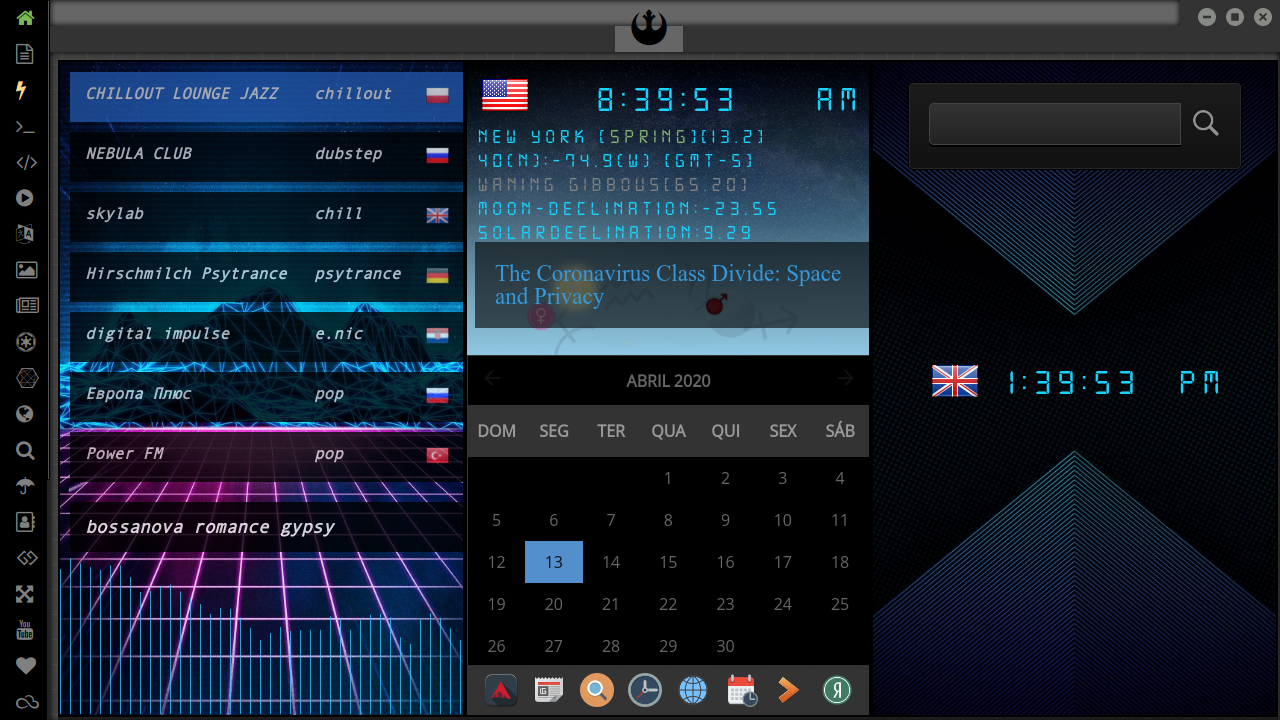 CHILLOUT LOUNGE JAZZ chillout
NEBULA CLUB dubstep
skylab chill
Hirschmilch Psytrance psytrance
digital impulse e.nic
Европа Плюс pop
Power FM pop
bossanova romance gypsy
8:39:53 AM
NEW YORK [SPRING][13.2]
40(N):-74.9(W) [GMT-5]
WANING GIBBOUS[65.20]
MOON-DECLINATION:-23.55
SOLARDECLINATION:9.29
The Coronavirus Class Divide: Space
and Privacy
ABRIL 2020
DOM SEG TER QUA QUI SEX SÁB
1 2 3 4
5 6 7 8 9 10 11
12 13 14 15 16 17 18
19 20 21 22 23 24 25
26 27 28 29 30
1:39:53 PM
You
Tube
Я